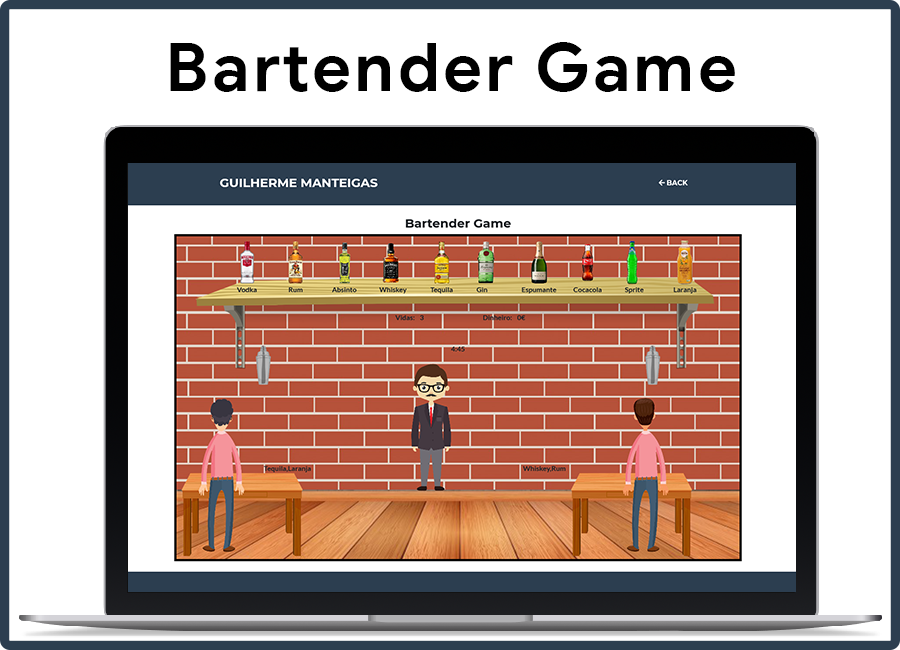 Bartender Game
GUILHERME MANTEIGAS
← BACK
Bartender Game
Vodka Rum Absinto Whiskey Tequila Gin Espumante Cocacola Sprite Laranja
Vidas: 3 Dinheiro: 0€
4:45
Tequila,Laranja Whiskey,Rum